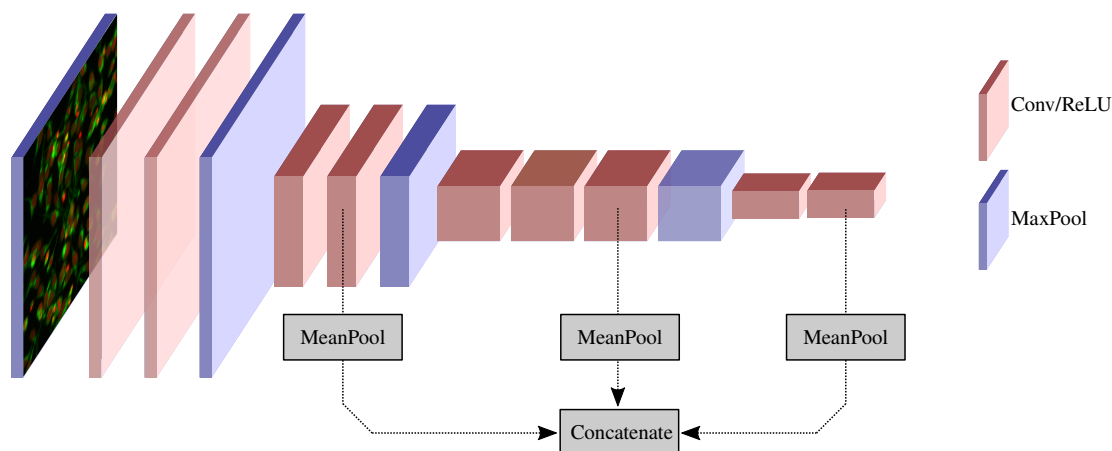 Conv/ReLU
MaxPool
MeanPool
MeanPool
MeanPool
Concatenate